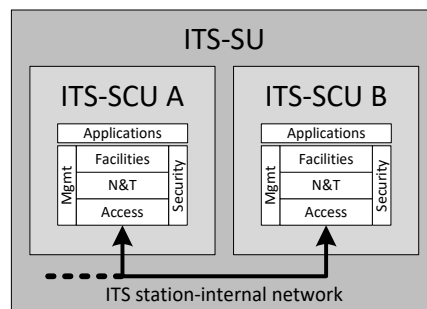 ITS-SU
ITS-SCU A
Applications
Mgmt
Facilities
N&T
Access
Security
ITS-SCU B
Applications
Mgmt
Facilities
N&T
Access
Security
ITS station-internal network